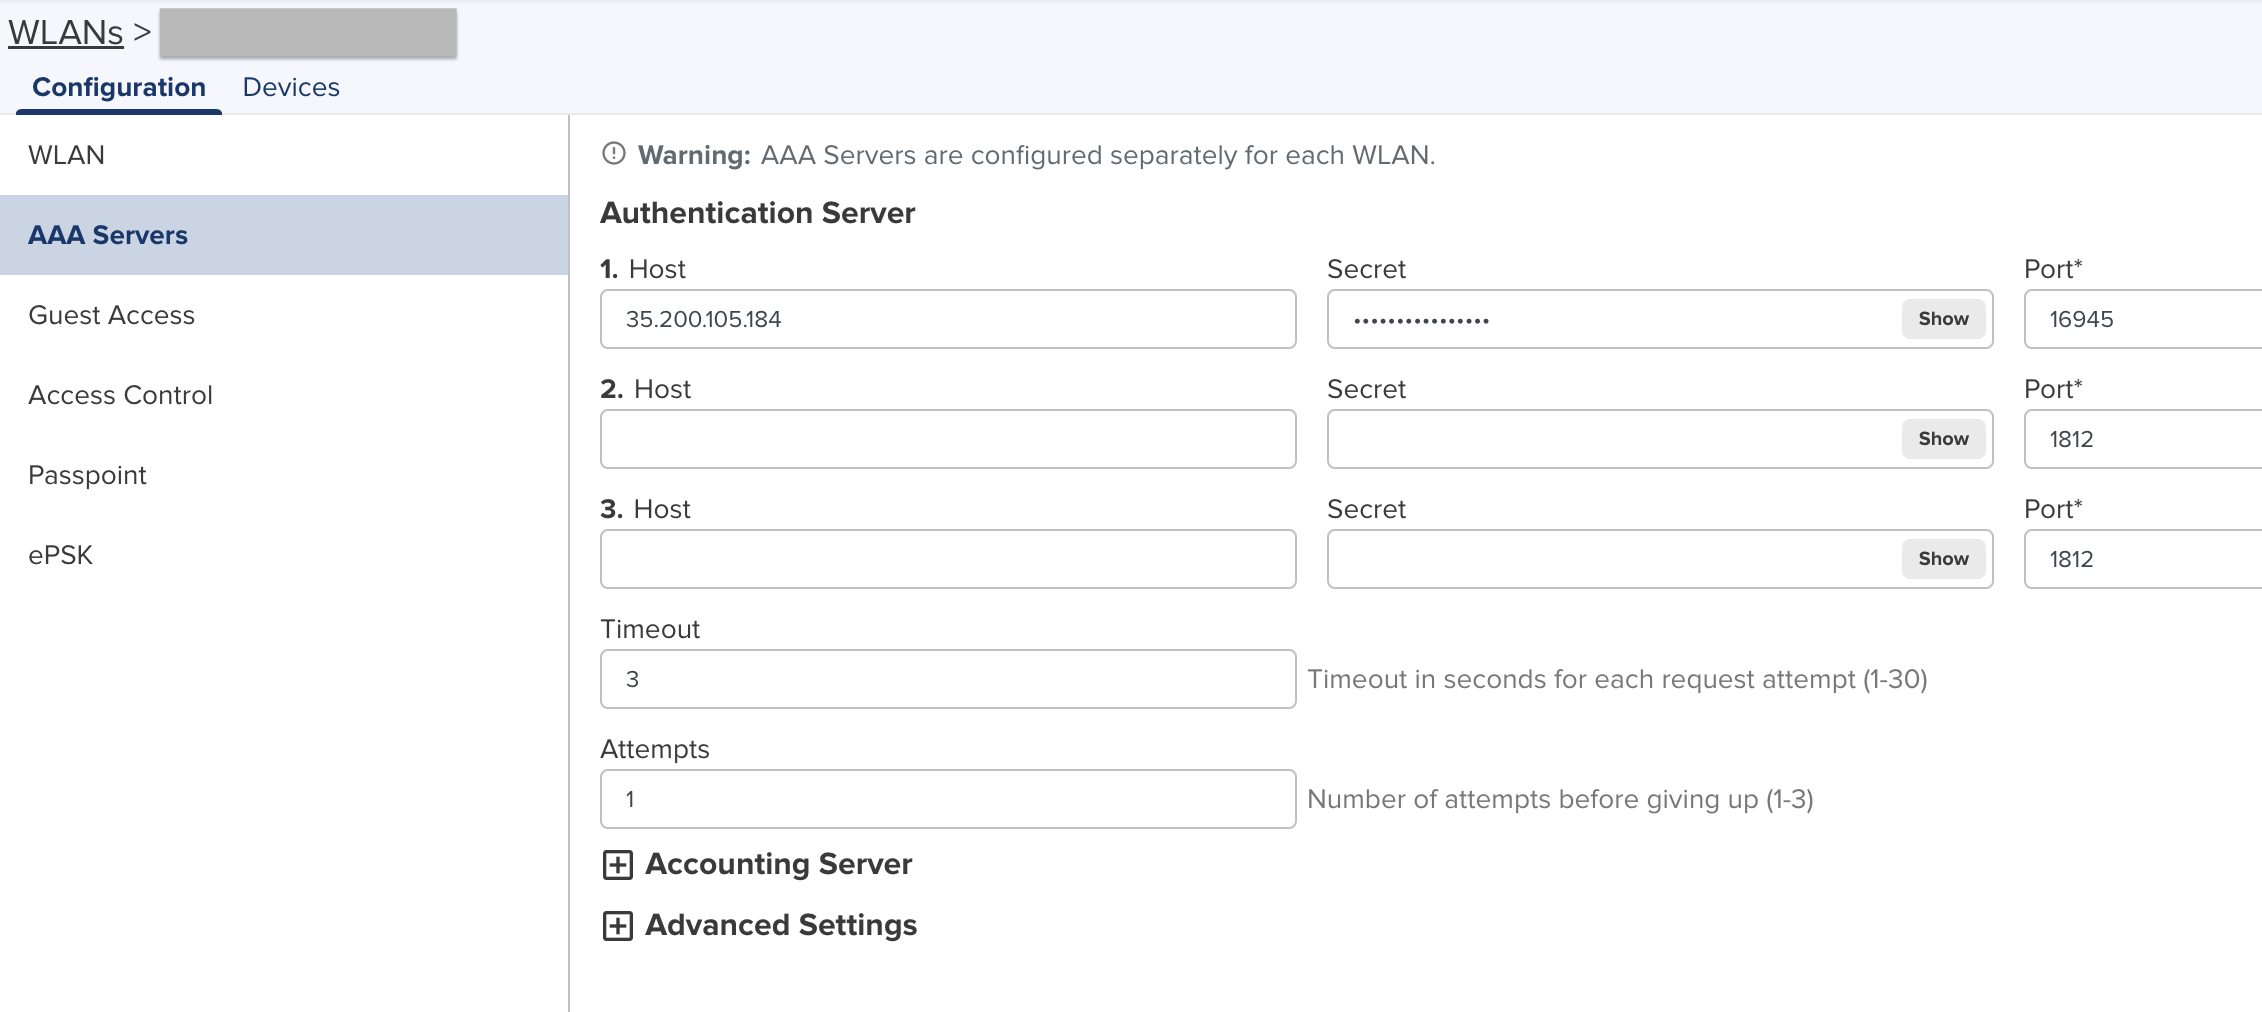 WLANs >
Configuration Devices
WLAN
AAA Servers
Guest Access
Access Control
Passpoint
ePSK
Warning: AAA Servers are configured separately for each WLAN.
Authentication Server
1. Host Secret Port*
35.200.105.184 •••••••••••••••• Show 16945
2. Host Secret Port*
Show 1812
3. Host Secret Port*
Show 1812
Timeout
3 Timeout in seconds for each request attempt (1-30)
Attempts
1 Number of attempts before giving up (1-3)
Accounting Server
Advanced Settings